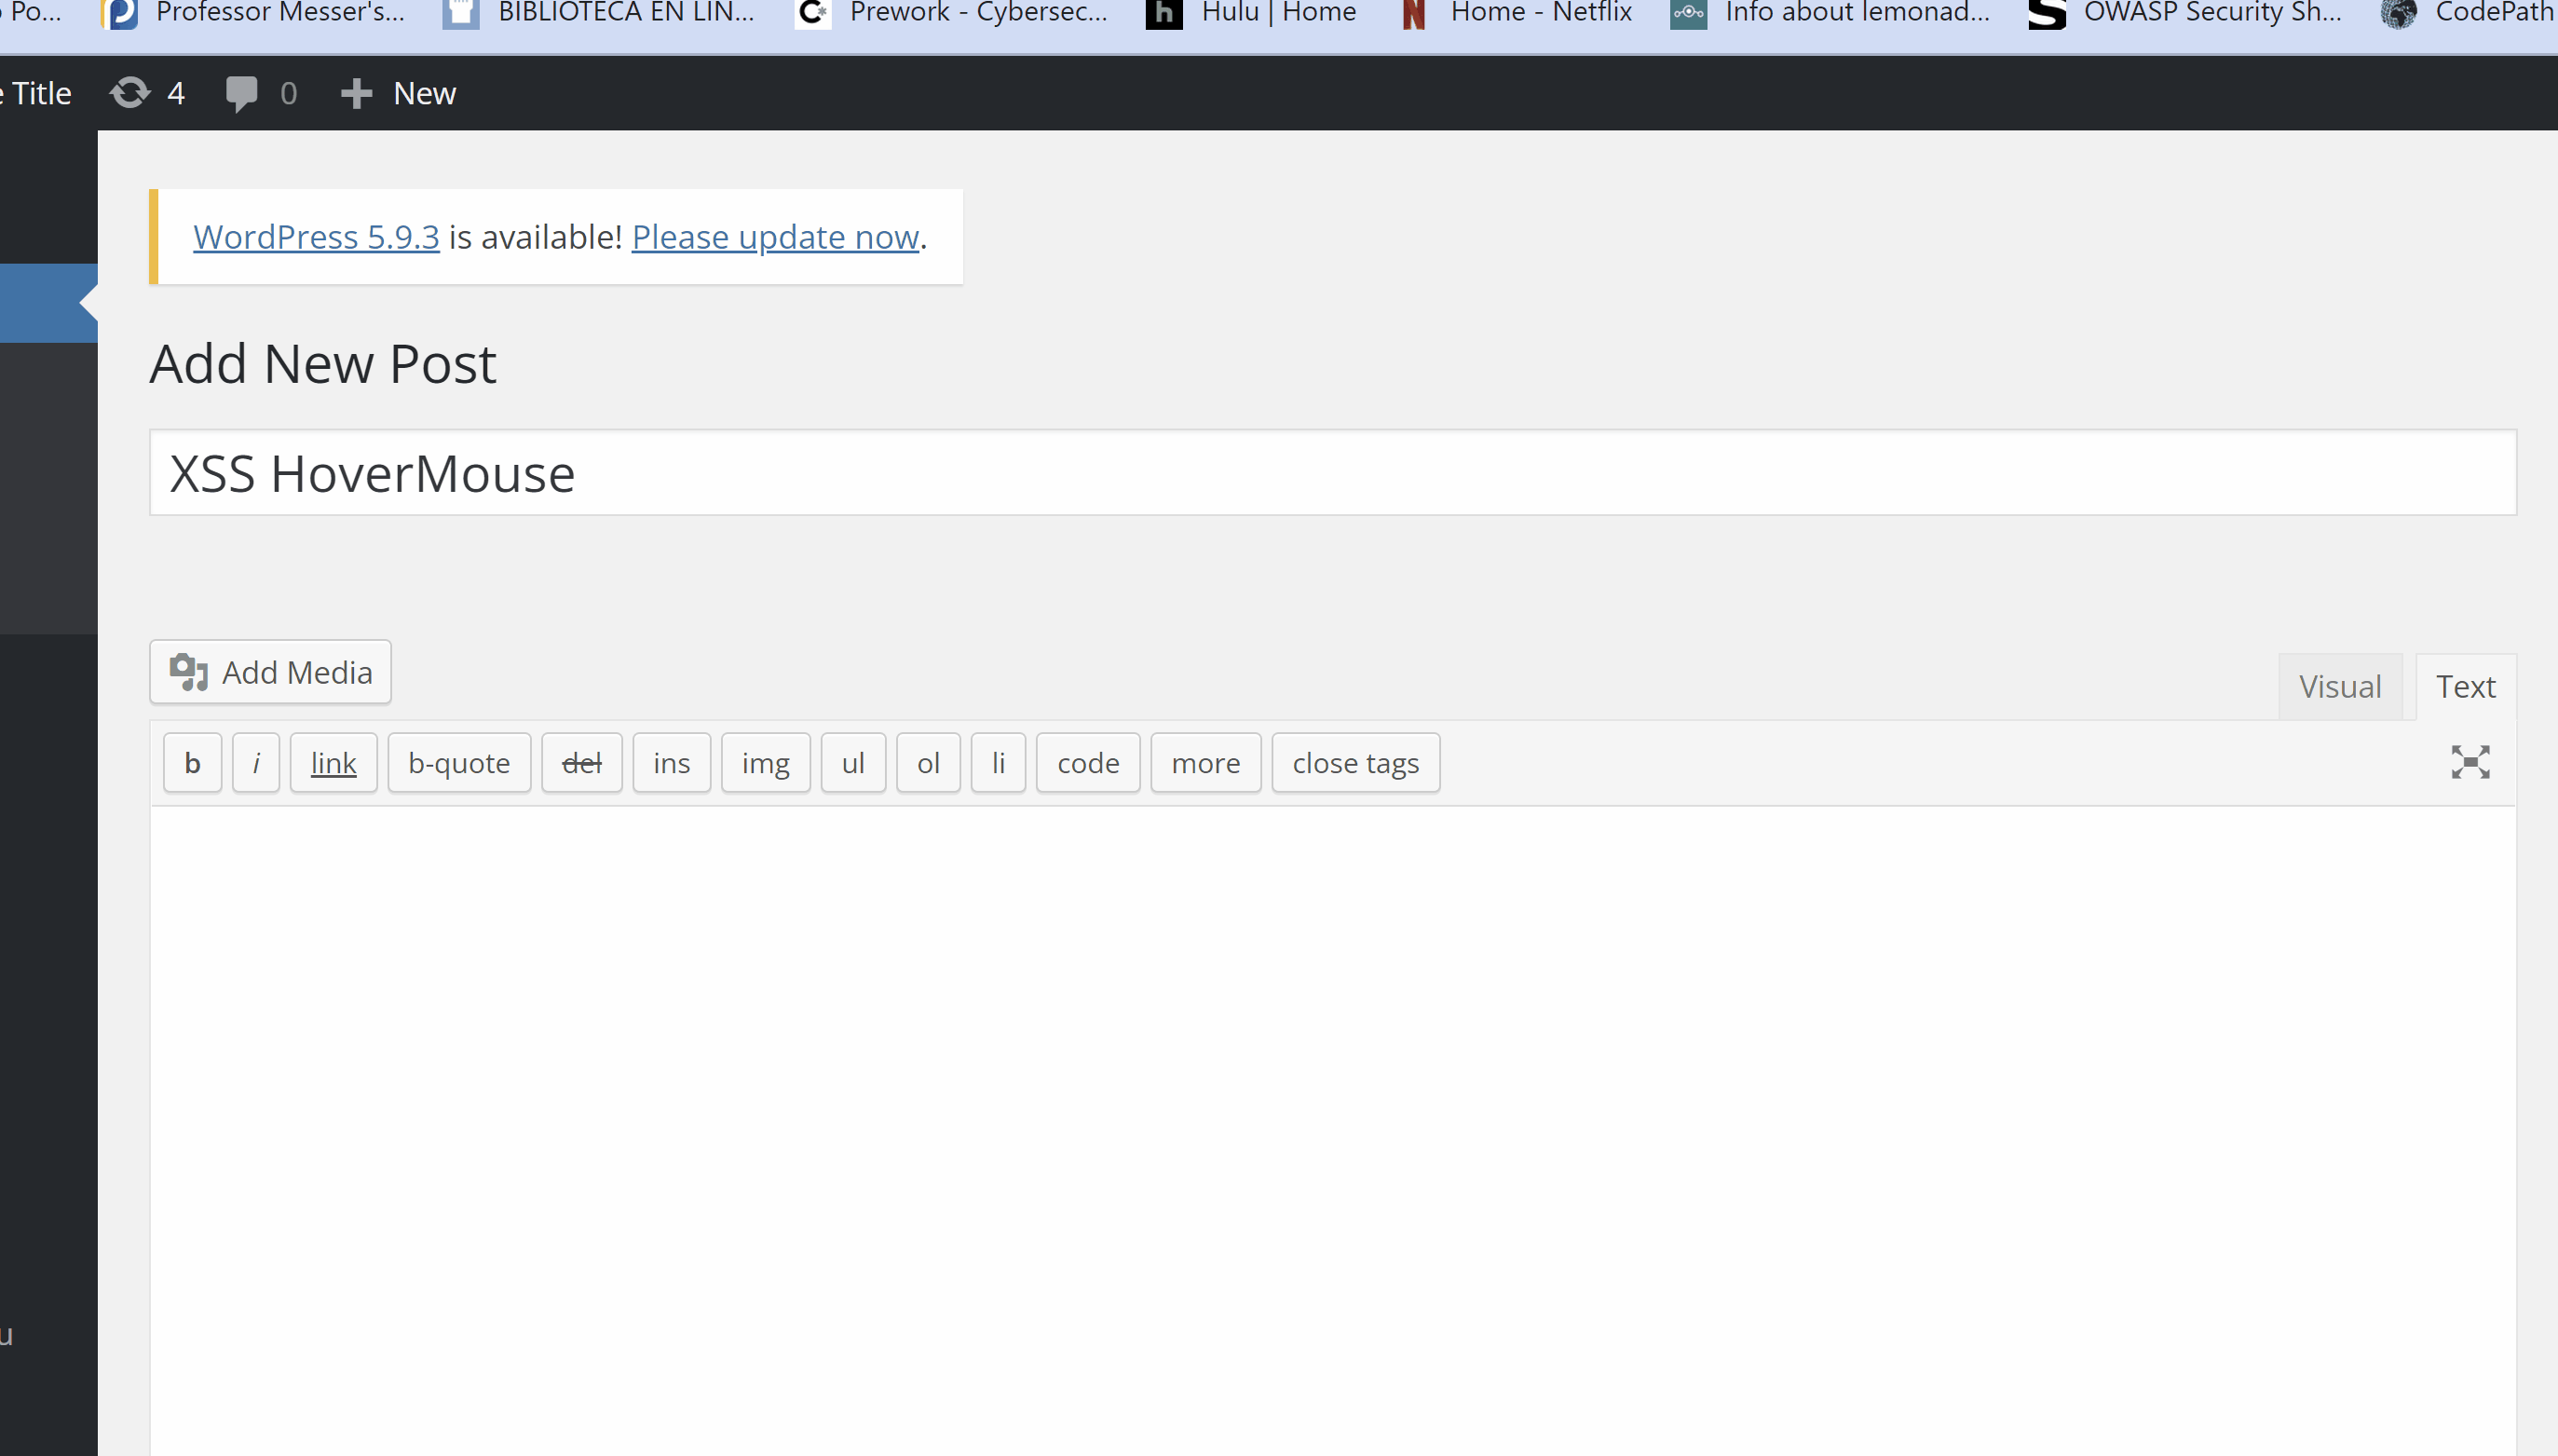 Po... Professor Messer's... BIBLIOTECA EN LIN... Prework - Cybersec... Hulu | Home Home - Netflix Info about lemonad... OWASP Security Sh... CodePath
e Title 4 0 New
WordPress 5.9.3 is available! Please update now.
Add New Post
XSS HoverMouse
Add Media
Visual Text
b i link b-quote del ins img ul ol li code more close tags
u